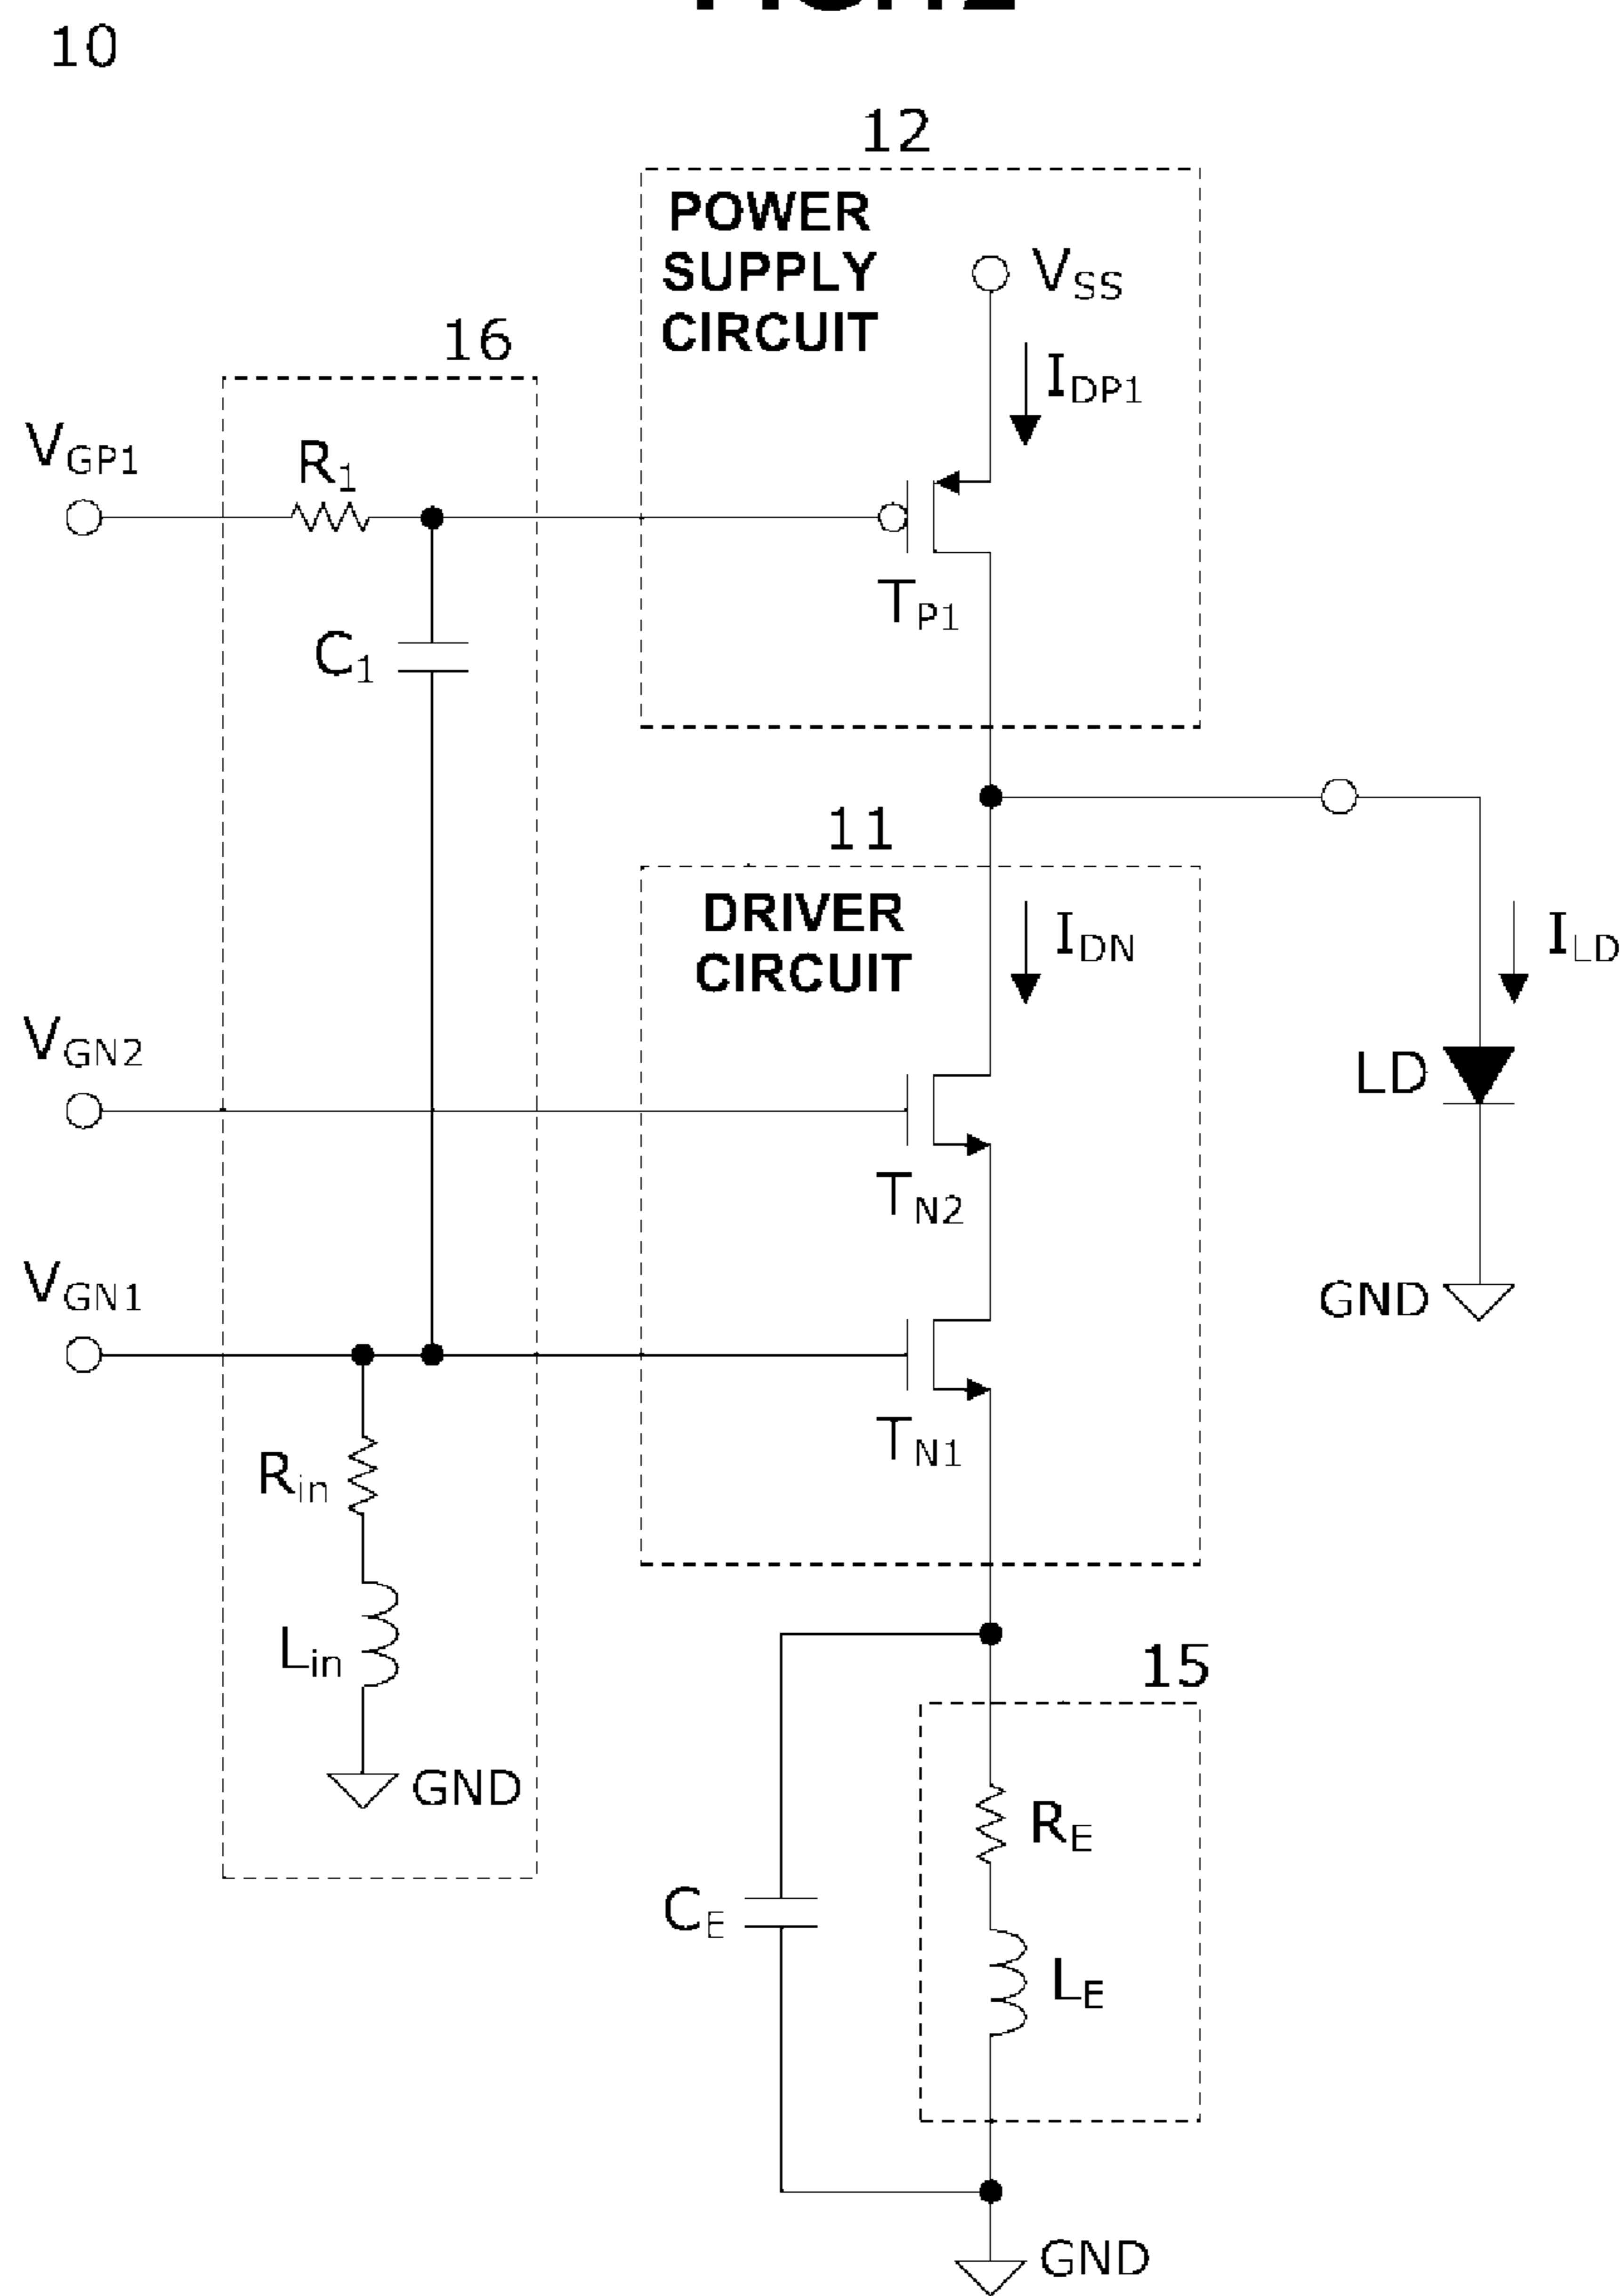 10
12
POWER
SUPPLY
CIRCUIT
VSS
IDP1
16
VGP1
R1
TP1
C1
11
DRIVER
CIRCUIT
IDN
ILD
VGN2
LD
TN2
VGN1
GND
TN1
Rin
Lin
15
GND
RE
CE
LE
GND